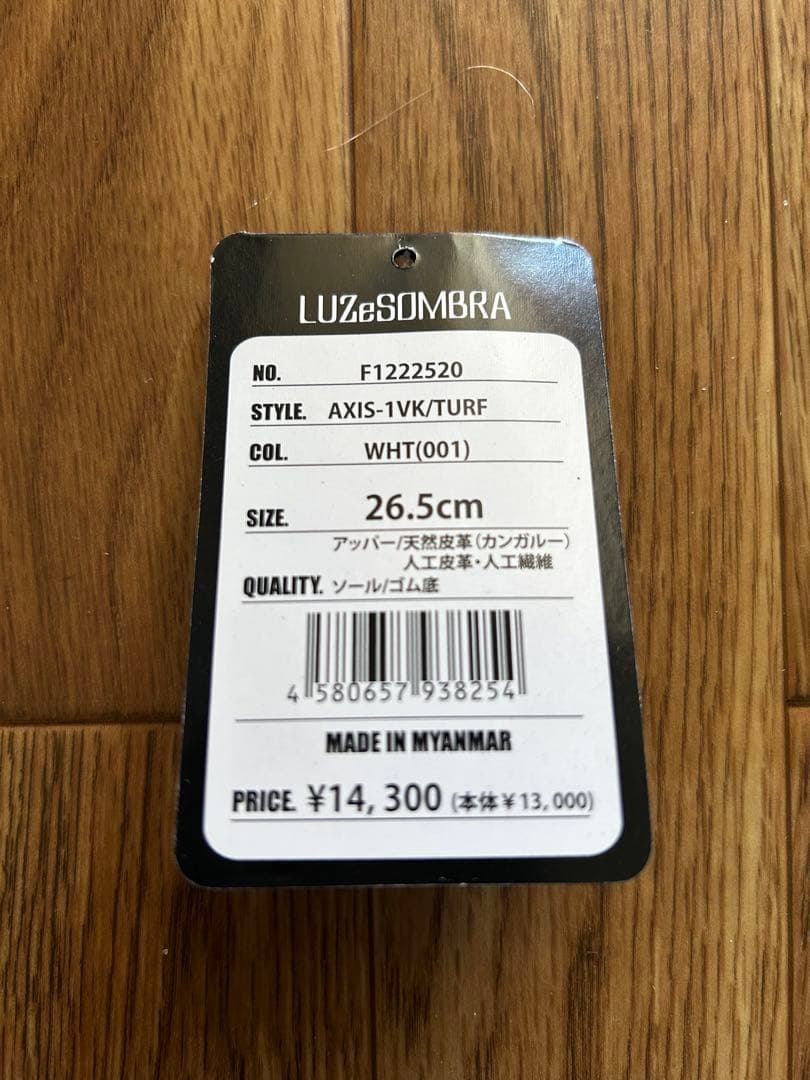 LUZeSOMBRA
NO. F1222520
STYLE. AXIS-1VK/TURF
COL. WHT(001)
SIZE. 26.5cm
アッパー/天然皮革(カンガルー)
人工皮革・人工繊維
QUALITY. ソール/ゴム底
4 580657 938254
MADE IN MYANMAR
PRICE. ¥14,300 (本体¥13,000)